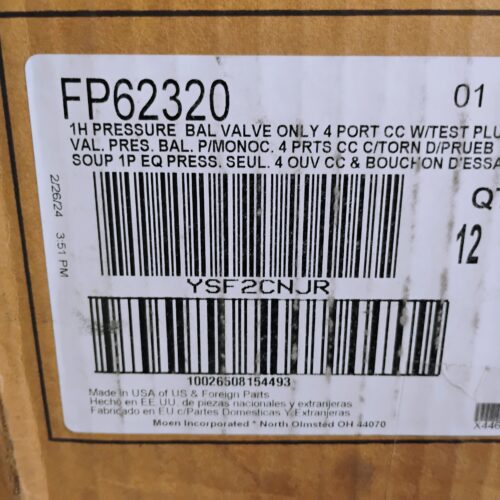 FP62320
01
1H PRESSURE BAL VALVE ONLY 4 PORT CC W/TEST PLU
VAL. PRES. BAL. P/MONOC. 4 PRTS CC C/TORN D/PRUEB
SOUP 1P EQ PRESS. SEUL. 4 OUV CC & BOUCHON D'ESSA
2/26/24 3:51 PM
QT
12
YSF2CNJR
10026508154493
Made in USA of US & Foreign Parts
Hecho en EE.UU. de piezas nacionales y extranjeras
Fabricado en EU c/Partes Domesticas Y Extranjeras
Moen Incorporated * North Olmsted OH 44070
X446